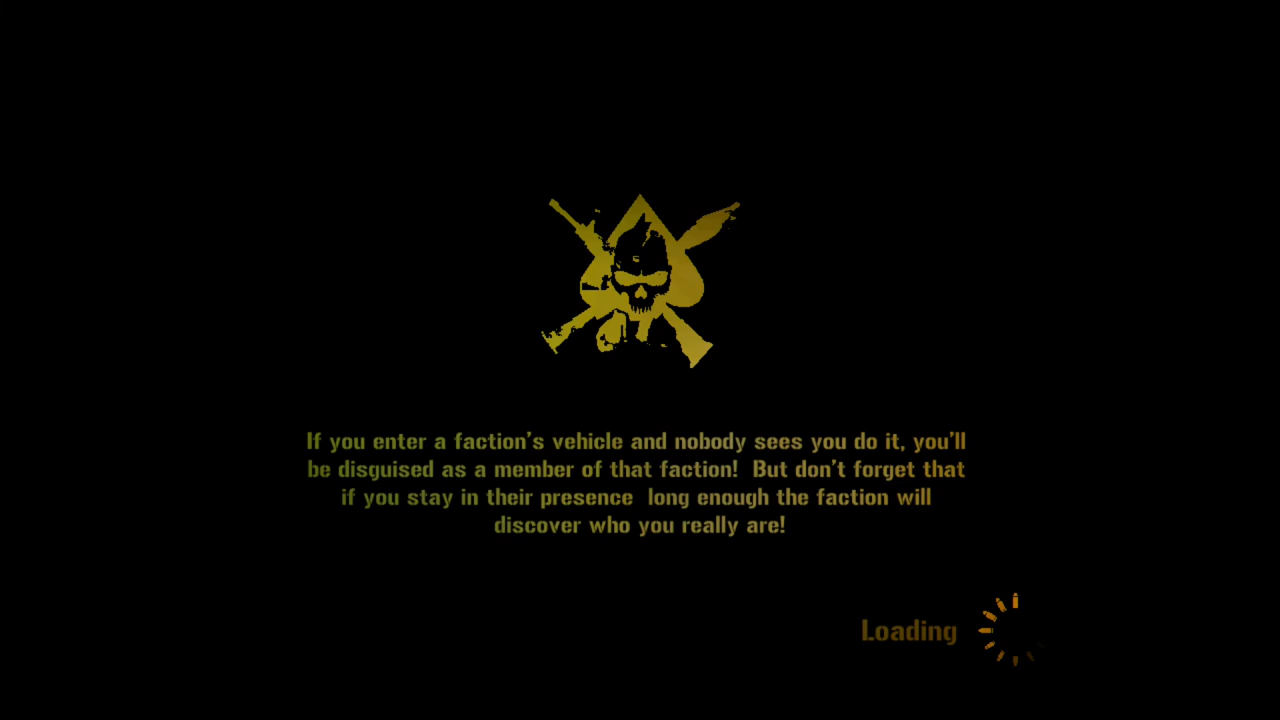 If you enter a faction's vehicle and nobody sees you do it, you'll
be disguised as a member of that faction!  But don't forget that
if you stay in their presence  long enough the faction will
discover who you really are!
Loading